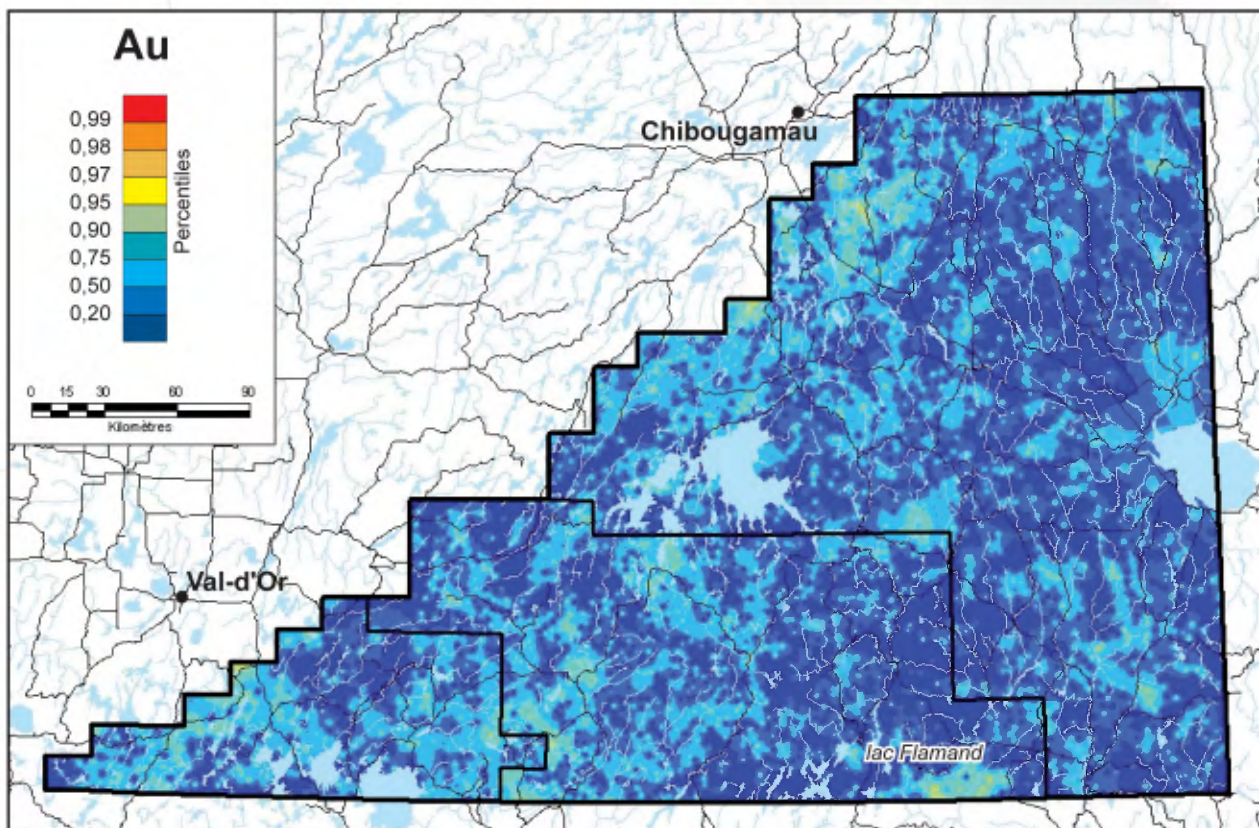 Au
0,99
0,98
0,97
0,95
0,90
0,75
0,50
0,20
Percentiles
0 15 30 60 90
Kilomètres
Chibougamau
Val-d'Or
lac Flamand